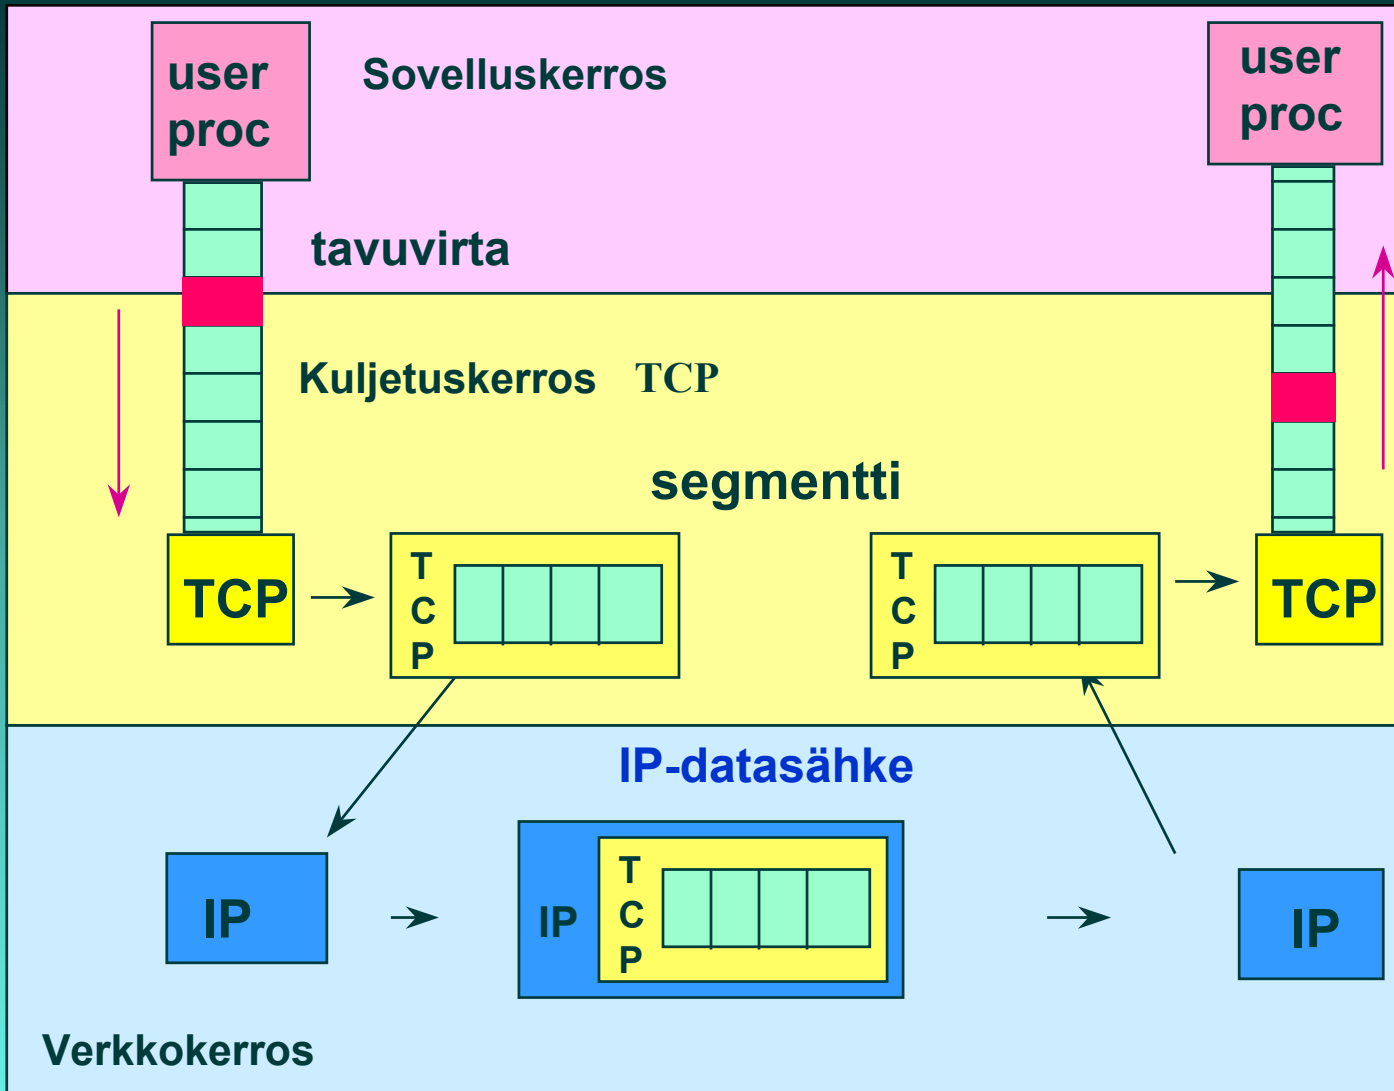 user
proc
Sovelluskerros
user
proc
tavuvirta
Kuljetuskerros TCP
segmentti
TCP
T
C
P
T
C
P
TCP
IP-datasähke
IP
IP
T
C
P
IP
Verkkokerros